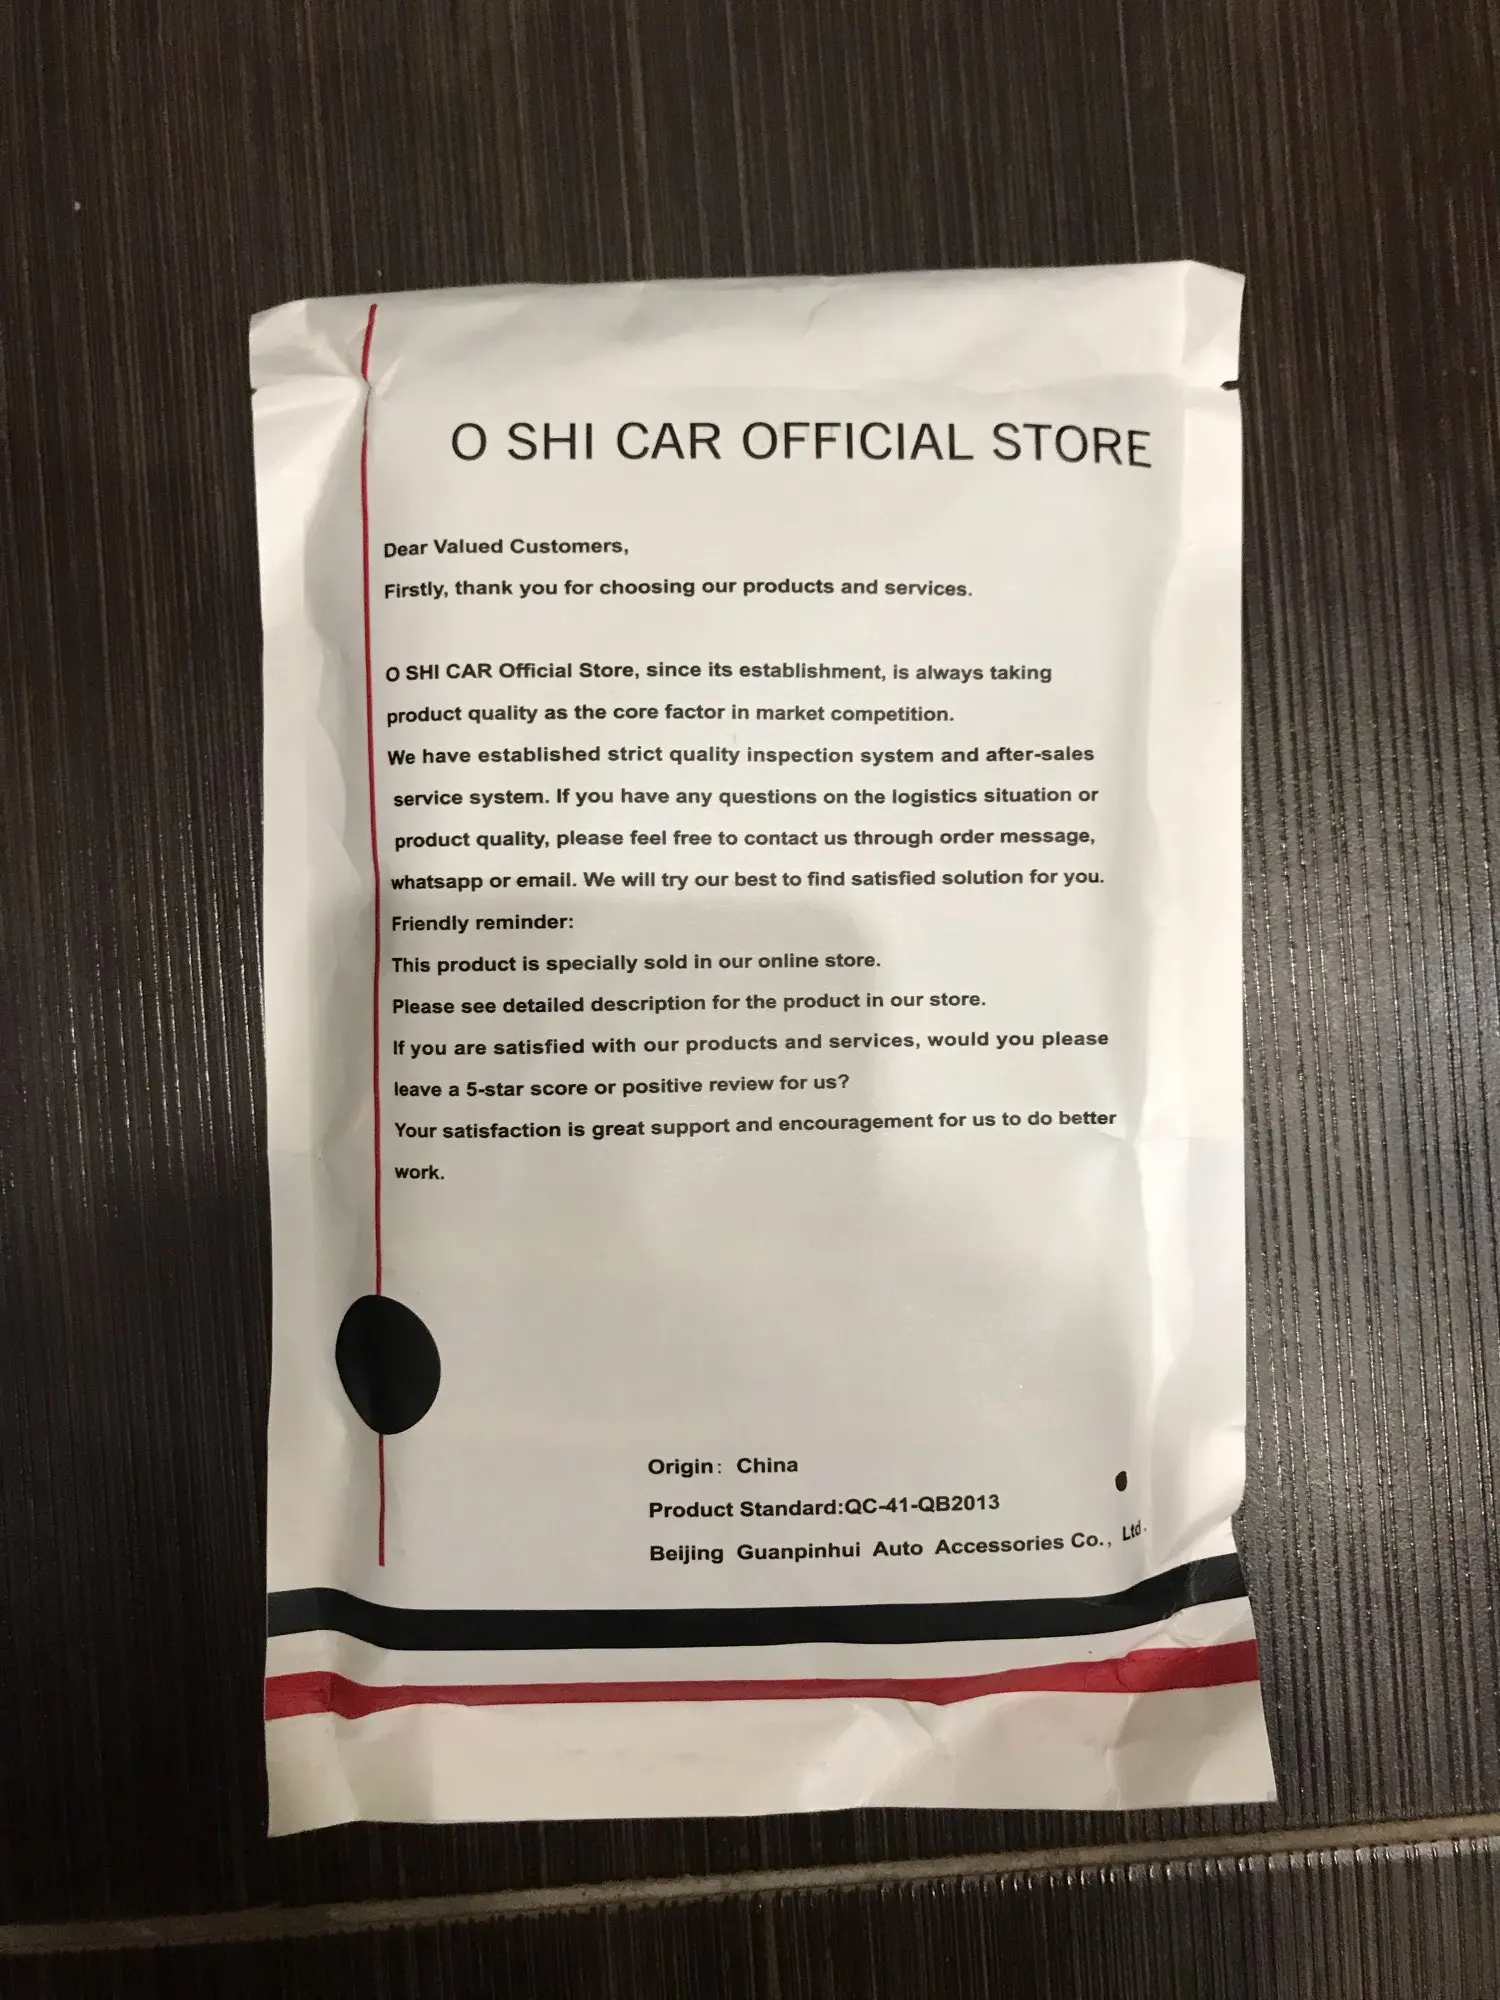 O SHI CAR OFFICIAL STORE
Dear Valued Customers,
Firstly, thank you for choosing our products and services.
O SHI CAR Official Store, since its establishment, is always taking
product quality as the core factor in market competition.
We have established strict quality inspection system and after-sales
service system. If you have any questions on the logistics situation or
product quality, please feel free to contact us through order message,
whatsapp or email. We will try our best to find satisfied solution for you.
Friendly reminder:
This product is specially sold in our online store.
Please see detailed description for the product in our store.
If you are satisfied with our products and services, would you please
leave a 5-star score or positive review for us?
Your satisfaction is great support and encouragement for us to do better
work.
Origin: China
Product Standard:QC-41-QB2013
Beijing Guanpinhui Auto Accessories Co., Ltd.